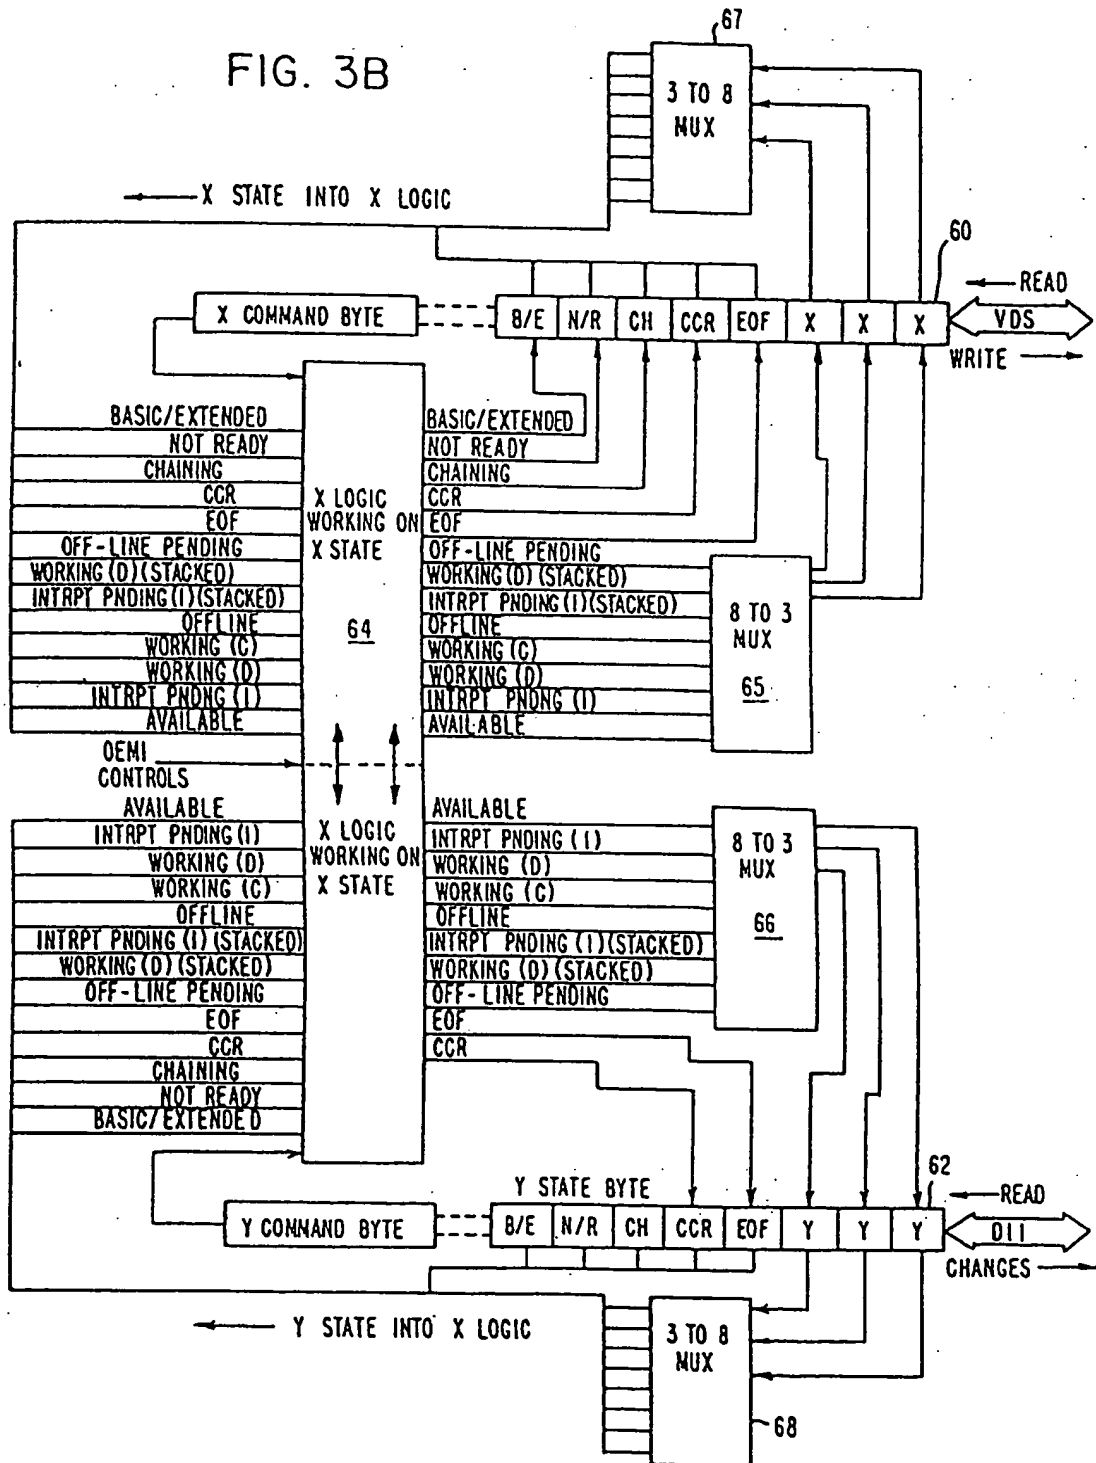 FIG. 3B
67
3 TO 8
MUX
X STATE INTO X LOGIC
60
READ
VDS
WRITE
X COMMAND BYTE
B/E N/R CH CCR EOF X X X
BASIC/EXTENDED
NOT READY
CHAINING
CCR
EOF
OFF-LINE PENDING
WORKING (D) (STACKED)
INTRPT PNDING (I) (STACKED)
OFFLINE
WORKING (C)
WORKING (D)
INTRPT PNDNG (I)
AVAILABLE
X LOGIC
WORKING ON
X STATE
64
BASIC/EXTENDED
NOT READY
CHAINING
CCR
EOF
OFF-LINE PENDING
WORKING (D) (STACKED)
INTRPT PNDING (I) (STACKED)
OFFLINE
WORKING (C)
WORKING (D)
INTRPT PNDNG (I)
AVAILABLE
8 TO 3
MUX
65
OEMI
CONTROLS
AVAILABLE
INTRPT PNDING (I)
WORKING (D)
WORKING (C)
OFFLINE
INTRPT PNDING (I) (STACKED)
WORKING (D) (STACKED)
OFF-LINE PENDING
EOF
CCR
CHAINING
NOT READY
BASIC/EXTENDED
X LOGIC
WORKING ON
X STATE
AVAILABLE
INTRPT PNDING (I)
WORKING (D)
WORKING (C)
OFFLINE
INTRPT PNDING (I) (STACKED)
WORKING (D) (STACKED)
OFF-LINE PENDING
EOF
CCR
8 TO 3
MUX
66
Y STATE BYTE
62
READ
Y COMMAND BYTE
B/E N/R CH CCR EOF Y Y Y
DII
CHANGES
Y STATE INTO X LOGIC
3 TO 8
MUX
68